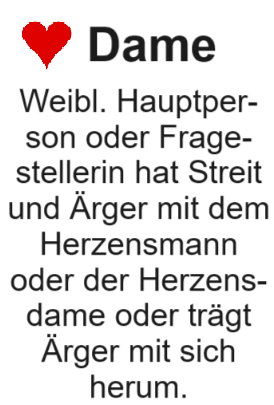 Dame
Weibl. Hauptper-
son oder Frage-
stellerin hat Streit
und Ärger mit dem
Herzensmann
oder der Herzens-
dame oder trägt
Ärger mit sich
herum.